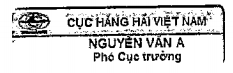 CỤC HÀNG HẢI VIỆT NAM
NGUYỄN VĂN A
Phó Cục trưởng